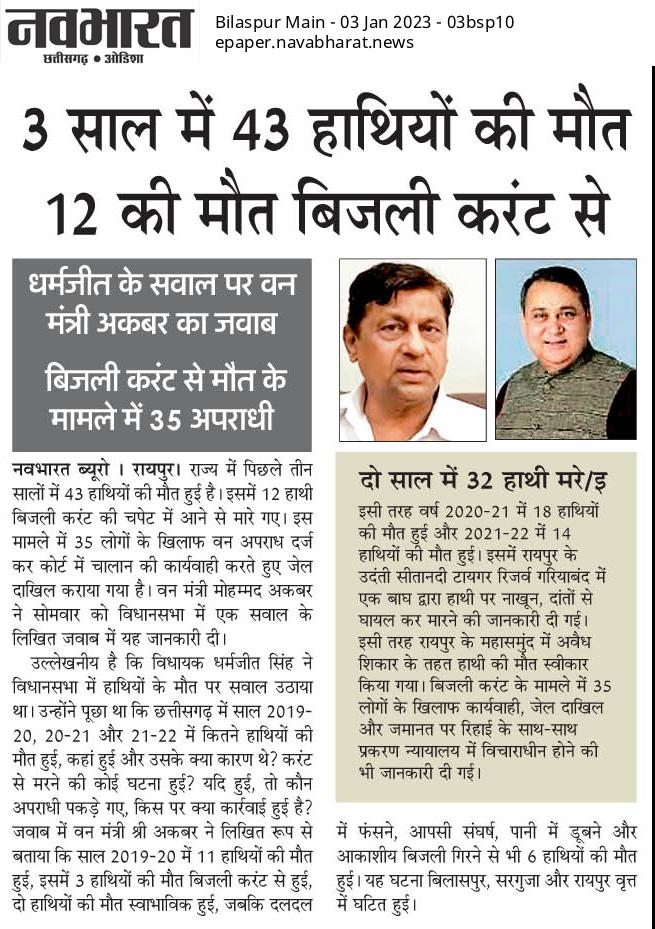 नवभारत
छत्तीसगढ़ • ओडिशा
Bilaspur Main - 03 Jan 2023 - 03bsp10
epaper.navabharat.news
3 साल में 43 हाथियों की मौत
12 की मौत बिजली करंट से
धर्मजीत के सवाल पर वन
मंत्री अकबर का जवाब
बिजली करंट से मौत के
मामले में 35 अपराधी
नवभारत ब्यूरो । रायपुर। राज्य में पिछले तीन
सालों में 43 हाथियों की मौत हुई है। इसमें 12 हाथी
बिजली करंट की चपेट में आने से मारे गए। इस
मामले में 35 लोगों के खिलाफ वन अपराध दर्ज
कर कोर्ट में चालान की कार्यवाही करते हुए जेल
दाखिल कराया गया है। वन मंत्री मोहम्मद अकबर
ने सोमवार को विधानसभा में एक सवाल के
लिखित जवाब में यह जानकारी दी।
उल्लेखनीय है कि विधायक धर्मजीत सिंह ने
विधानसभा में हाथियों के मौत पर सवाल उठाया
था। उन्होंने पूछा था कि छत्तीसगढ़ में साल 2019-
20, 20-21 और 21-22 में कितने हाथियों की
मौत हुई, कहां हुई और उसके क्या कारण थे? करंट
से मरने की कोई घटना हुई? यदि हुई, तो कौन
अपराधी पकड़े गए, किस पर क्या कार्रवाई हुई है?
जवाब में वन मंत्री श्री अकबर ने लिखित रूप से
बताया कि साल 2019-20 में 11 हाथियों की मौत
हुई, इसमें 3 हाथियों की मौत बिजली करंट से हुई,
दो हाथियों की मौत स्वाभाविक हुई, जबकि दलदल
दो साल में 32 हाथी मरे/इ
इसी तरह वर्ष 2020-21 में 18 हाथियों
की मौत हुई और 2021-22 में 14
हाथियों की मौत हुई। इसमें रायपुर के
उदंती सीतानदी टायगर रिजर्व गरियाबंद में
एक बाघ द्वारा हाथी पर नाखून, दांतों से
घायल कर मारने की जानकारी दी गई।
इसी तरह रायपुर के महासमुंद में अवैध
शिकार के तहत हाथी की मौत स्वीकार
किया गया। बिजली करंट के मामले में 35
लोगों के खिलाफ कार्यवाही, जेल दाखिल
और जमानत पर रिहाई के साथ-साथ
प्रकरण न्यायालय में विचाराधीन होने की
भी जानकारी दी गई।
में फंसने, आपसी संघर्ष, पानी में डूबने और
आकाशीय बिजली गिरने से भी 6 हाथियों की मौत
हुई। यह घटना बिलासपुर, सरगुजा और रायपुर वृत्त
में घटित हुई।